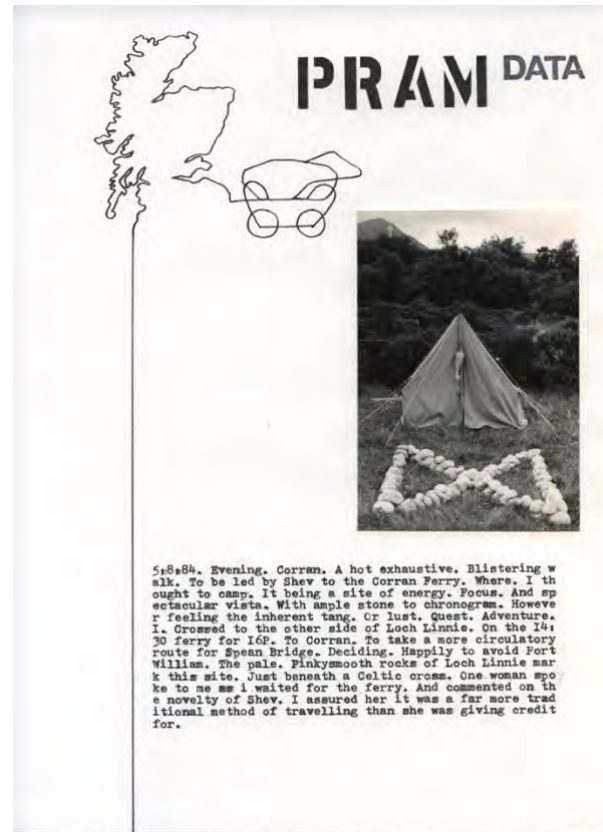 PRAM DATA
5:8:84. Evening. Corran. A hot exhaustive. Blistering w
alk. To be led by Shev to the Corran Ferry. Where. I th
ought to camp. It being a site of energy. Focus. And sp
ectacular vista. With ample stone to chronogram. Howeve
r feeling the inherent tang. Or lust. Quest. Adventure.
I. Crossed to the other side of Loch Linnie. On the I4:
30 ferry for I6P. To Corran. To take a more circulatory
route for Spean Bridge. Deciding. Happily to avoid Fort
William. The pale. Pinkysmooth rocks of Loch Linnie mar
k this site. Just beneath a Celtic cross. One woman spo
ke to me as i waited for the ferry. And commented on th
e novelty of Shev. I assured her it was a far more trad
itional method of travelling than she was giving credit
for.